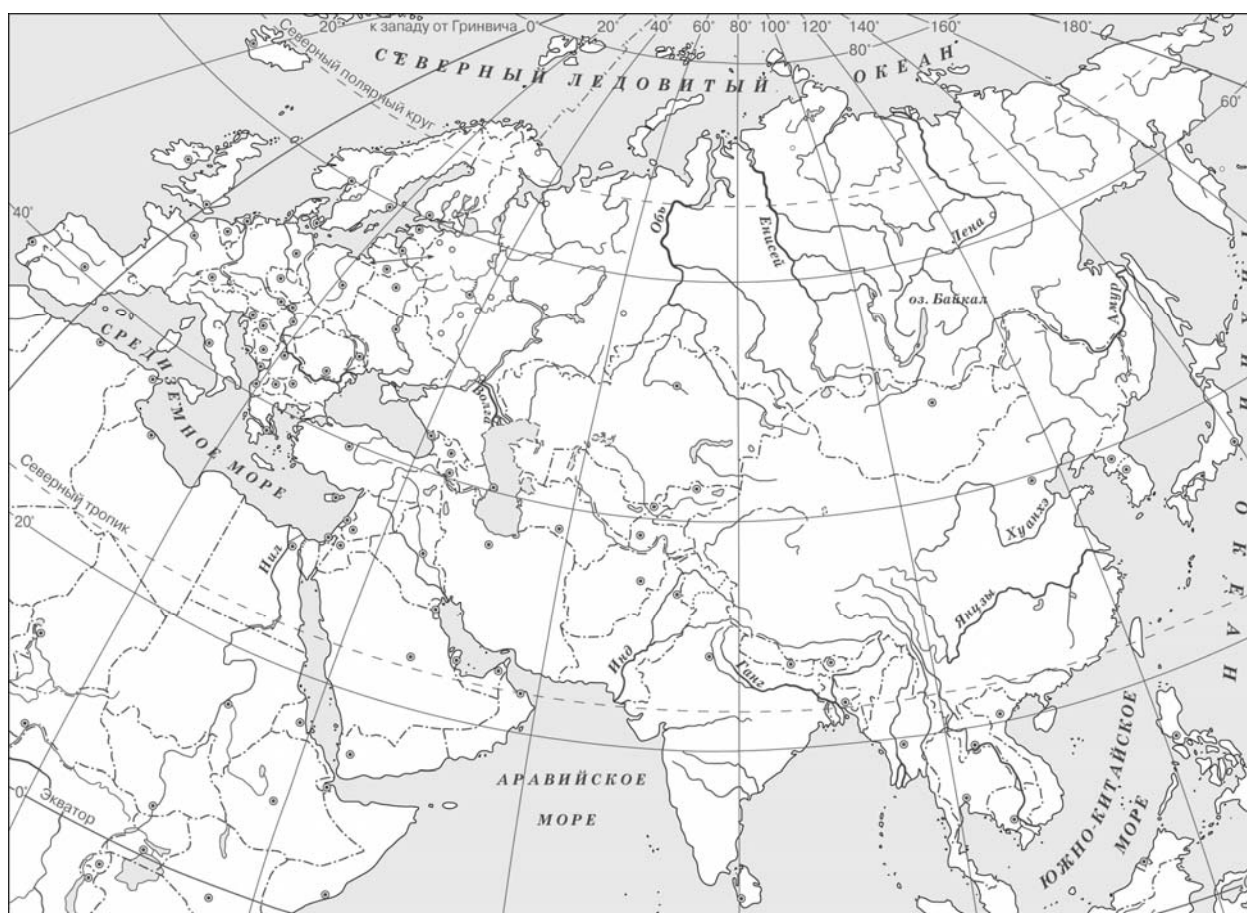 к западу от Гринвича
20° 0° 20° 40° 60° 80° 100° 120° 140° 160° 180°
Северный полярный круг
СЕВЕРНЫЙ ЛЕДОВИТЫЙ ОКЕАН
80°
60°
40°
Обь
Енисей
Лена
оз. Байкал
Амур
Волга
СРЕДИЗЕМНОЕ МОРЕ
Северный тропик
20°
Нил
Хуанхэ
Янцзы
Инд
Ганг
ОКЕАН
АРАВИЙСКОЕ
МОРЕ
ЮЖНО-КИТАЙСКОЕ
МОРЕ
Экватор
0°